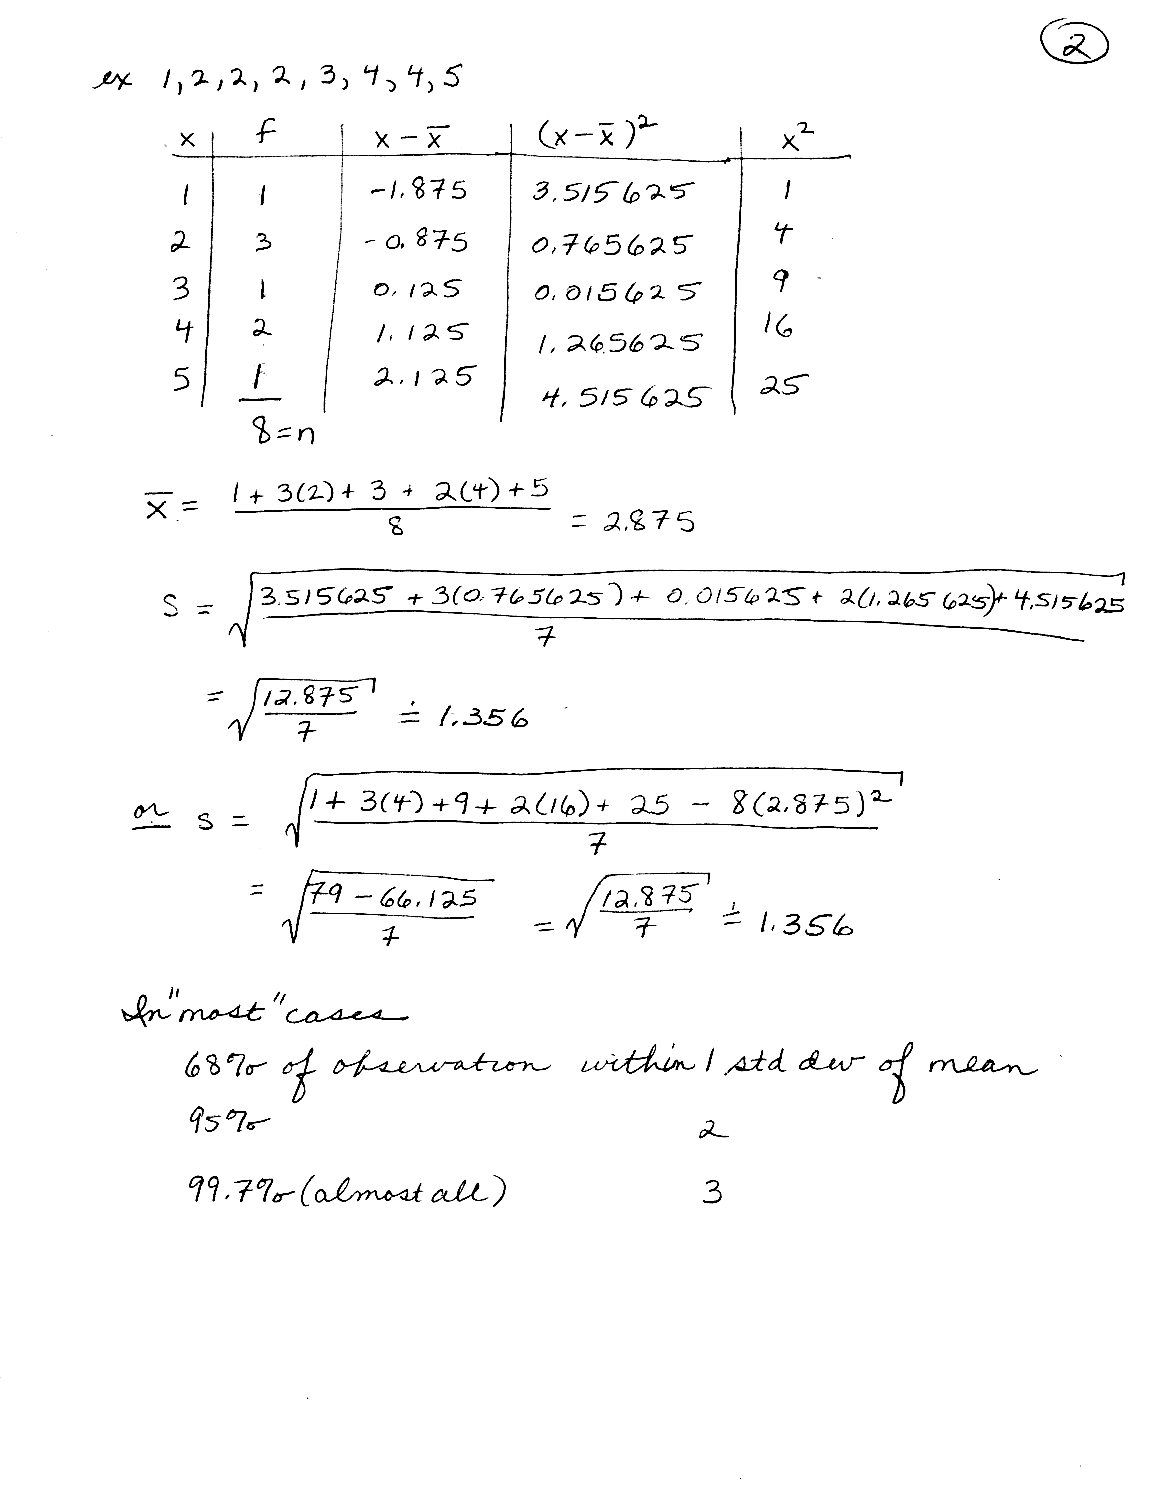 2
ex 1, 2, 2, 2, 3, 4, 4, 5
x | f | x - x̄ | (x - x̄)² | x²
1 | 1 | -1.875 | 3.515625 | 1
2 | 3 | -0.875 | 0.765625 | 4
3 | 1 | 0.125 | 0.015625 | 9
4 | 2 | 1.125 | 1.265625 | 16
5 | 1 | 2.125 | 4.515625 | 25
8 = n
x̄ = (1 + 3(2) + 3 + 2(4) + 5)/8 = 2.875
S = √((3.515625 + 3(0.765625) + 0.015625 + 2(1.265625) + 4.515625)/7)
= √(12.875/7) ≐ 1.356
or s = √((1 + 3(4) + 9 + 2(16) + 25 - 8(2.875)²)/7)
= √((79 - 66.125)/7) = √(12.875/7) ≐ 1.356
In "most" cases
68% of observation within 1 std dev of mean
95% 2
99.7% (almost all) 3